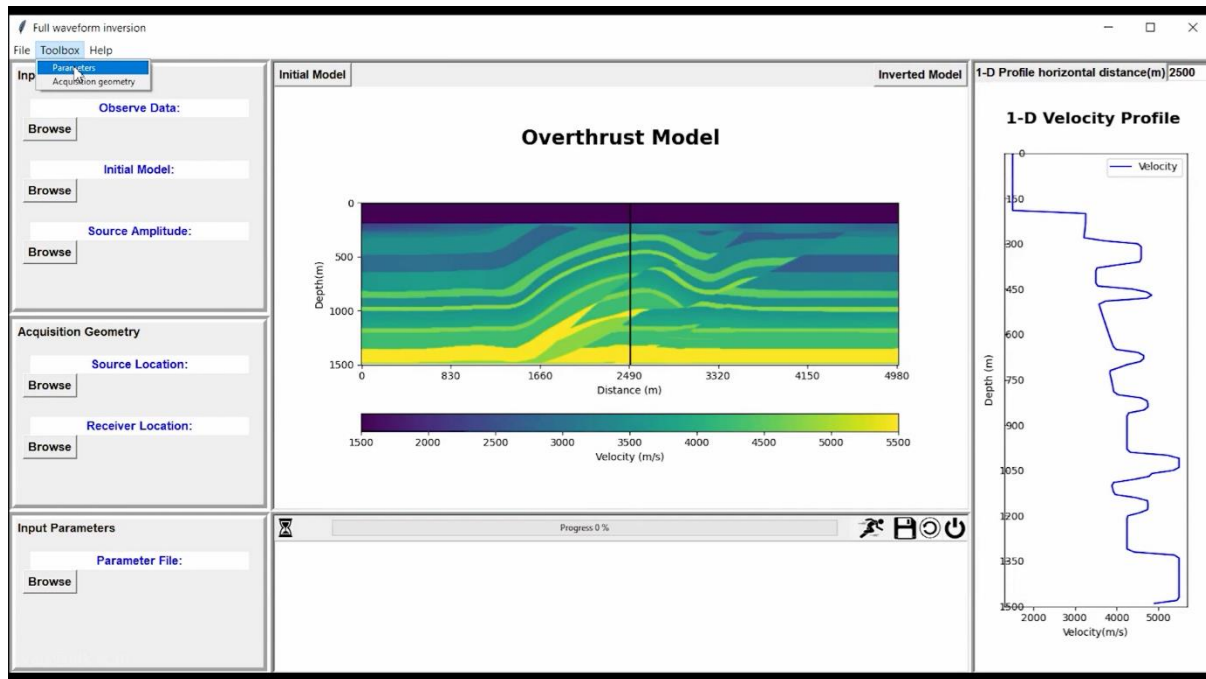 Full waveform inversion
File Toolbox Help
Parameters
Acquisition geometry
Inp
Observe Data:
Browse
Initial Model:
Browse
Source Amplitude:
Browse
Acquisition Geometry
Source Location:
Browse
Receiver Location:
Browse
Input Parameters
Parameter File:
Browse
Initial Model
Inverted Model
Overthrust Model
0
500
1000
1500
Depth(m)
0 830 1660 2490 3320 4150 4980
Distance (m)
1500 2000 2500 3000 3500 4000 4500 5000 5500
Velocity (m/s)
Progress 0 %
1-D Profile horizontal distance(m) 2500
1-D Velocity Profile
Velocity
0
150
300
450
600
750
900
1050
1200
1350
1500
Depth (m)
2000 3000 4000 5000
Velocity(m/s)